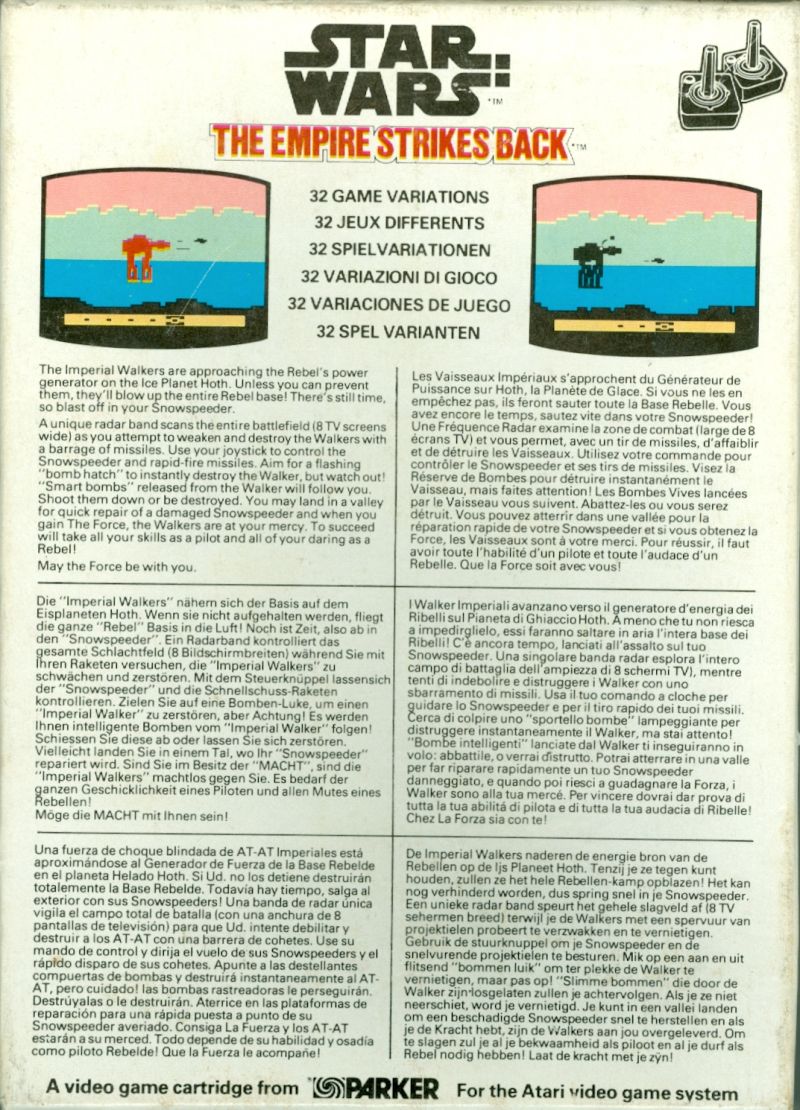 STAR
WARS ™
THE EMPIRE STRIKES BACK ™
32 GAME VARIATIONS
32 JEUX DIFFERENTS
32 SPIELVARIATIONEN
32 VARIAZIONI DI GIOCO
32 VARIACIONES DE JUEGO
32 SPEL VARIANTEN
The Imperial Walkers are approaching the Rebel's power
generator on the Ice Planet Hoth. Unless you can prevent
them, they'll blow up the entire Rebel base! There's still time,
so blast off in your Snowspeeder.
A unique radar band scans the entire battlefield (8 TV screens
wide) as you attempt to weaken and destroy the Walkers with
a barrage of missiles. Use your joystick to control the
Snowspeeder and rapid-fire missiles. Aim for a flashing
"bomb hatch" to instantly destroy the Walker, but watch out!
"Smart bombs" released from the Walker will follow you.
Shoot them down or be destroyed. You may land in a valley
for quick repair of a damaged Snowspeeder and when you
gain The Force, the Walkers are at your mercy. To succeed
will take all your skills as a pilot and all of your daring as a
Rebel!
May the Force be with you.
Les Vaisseaux Impériaux s'approchent du Générateur de
Puissance sur Hoth, la Planète de Glace. Si vous ne les en
empêchez pas, ils feront sauter toute la Base Rebelle. Vous
avez encore le temps, sautez vite dans votre Snowspeeder!
Une Fréquence Radar examine la zone de combat (large de 8
écrans TV) et vous permet, avec un tir de missiles, d'affaiblir
et de détruire les Vaisseaux. Utilisez votre commande pour
contrôler le Snowspeeder et ses tirs de missiles. Visez la
Réserve de Bombes pour détruire instantanément le
Vaisseau, mais faites attention! Les Bombes Vives lancées
par le Vaisseau vous suivent. Abattez-les ou vous serez
détruit. Vous pouvez atterrir dans une vallée pour la
réparation rapide de votre Snowspeeder et si vous obtenez la
Force, les Vaisseaux sont à votre merci. Pour réussir, il faut
avoir toute l'habilité d'un pilote et toute l'audace d'un
Rebelle. Que la Force soit avec vous!
Die "Imperial Walkers" nähern sich der Basis auf dem
Eisplaneten Hoth. Wenn sie nicht aufgehalten werden, fliegt
die ganze "Rebel" Basis in die Luft! Noch ist Zeit, also ab in
den "Snowspeeder". Ein Radarband kontrolliert das
gesamte Schlachtfeld (8 Bildschirmbreiten) während Sie mit
Ihren Raketen versuchen, die "Imperial Walkers" zu
schwächen und zerstören. Mit dem Steuerknüppel lassensich
der "Snowspeeder" und die Schnellschuss-Raketen
kontrollieren. Zielen Sie auf eine Bomben-Luke, um einen
"Imperial Walker" zu zerstören, aber Achtung! Es werden
Ihnen intelligente Bomben vom "Imperial Walker" folgen!
Schiessen Sie diese ab oder lassen Sie sich zerstören.
Vielleicht landen Sie in einem Tal, wo Ihr "Snowspeeder"
repariert wird. Sind Sie im Besitz der "MACHT", sind die
"Imperial Walkers" machtlos gegen Sie. Es bedarf der
ganzen Geschicklichkeit eines Piloten und allen Mutes eines
Rebellen!
Möge die MACHT mit Ihnen sein!
I Walker Imperiali avanzano verso il generatore d'energia dei
Ribelli sul Pianeta di Ghiaccio Hoth. A meno che tu non riesca
a impedirglielo, essi faranno saltare in aria l'intera base dei
Ribelli! C'è ancora tempo, lanciati all'assalto sul tuo
Snowspeeder. Una singolare banda radar esplora l'intero
campo di battaglia dell'ampiezza di 8 schermi TV), mentre
tenti di indebolire e distruggere i Walker con uno
sbarramento di missili. Usa il tuo comando a cloche per
guidare lo Snowspeeder e per il tiro rapido dei tuoi missili.
Cerca di colpire uno "sportello bombe" lampeggiante per
distruggere instantaneamente il Walker, ma stai attento!
"Bombe intelligenti" lanciate dal Walker ti inseguiranno in
volo: abbattile, o verrai distrutto. Potrai atterrare in una valle
per far riparare rapidamente un tuo Snowspeeder
danneggiato, e quando poi riesci a guadagnare la Forza, i
Walker sono alla tua mercé. Per vincere dovrai dar prova di
tutta la tua abilitá di pilota e di tutta la tua audacia di Ribelle!
Chez La Forza sia con te!
Una fuerza de choque blindada de AT-AT Imperiales está
aproximándose al Generador de Fuerza de la Base Rebelde
en el planeta Helado Hoth. Si Ud. no los detiene destruirán
totalemente la Base Rebelde. Todavía hay tiempo, salga al
exterior con sus Snowspeeders! Una banda de radar única
vigila el campo total de batalla (con una anchura de 8
pantallas de televisión) para que Ud. intente debilitar y
destruir a los AT-AT con una barrera de cohetes. Use su
mando de control y dirija el vuelo de sus Snowspeeders y el
rápido disparo de sus cohetes. Apunte a las destellantes
compuertas de bombas y destruirá instantaneamente al AT-
AT, pero cuidado! las bombas rastreadoras le perseguirán.
Destrúyalas o le destruirán. Aterrice en las plataformas de
reparación para una rápida puesta a punto de su
Snowspeeder averiado. Consiga La Fuerza y los AT-AT
estarán a su merced. Todo depende de su habilidad y osadía
como piloto Rebelde! Que la Fuerza le acompañe!
De Imperial Walkers naderen de energie bron van de
Rebellen op de Ijs Planeet Hoth. Tenzij je ze tegen kunt
houden, zullen ze het hele Rebellen-kamp opblazen! Het kan
nog verhinderd worden, dus spring snel in je Snowspeeder.
Een unieke radar band speurt het gehele slagveld af (8 TV
sehermen breed) terwijl je de Walkers met een spervuur van
projektielen probeert te verzwakken en te vernietigen.
Gebruik de stuurknuppel om je Snowspeeder en de
snelvurende projektielen te besturen. Mik op een aan en uit
flitsend "bommen luik" om ter plekke de Walker te
vernietigen, maar pas op! "Slimme bommen" die door de
Walker zijn losgelaten zullen je achtervolgen. Als je ze niet
neerschiet, word je vernietigd. Je kunt in een vallei landen
om een beschadigde Snowspeeder snel te herstellen en als
je de Kracht hebt, zijn de Walkers aan jou overgeleverd. Om
te slagen zul je al je bekwaamheid als piloot en al je durf als
Rebel nodig hebben! Laat de kracht met je zÿn!
A video game cartridge from PARKER For the Atari video game system